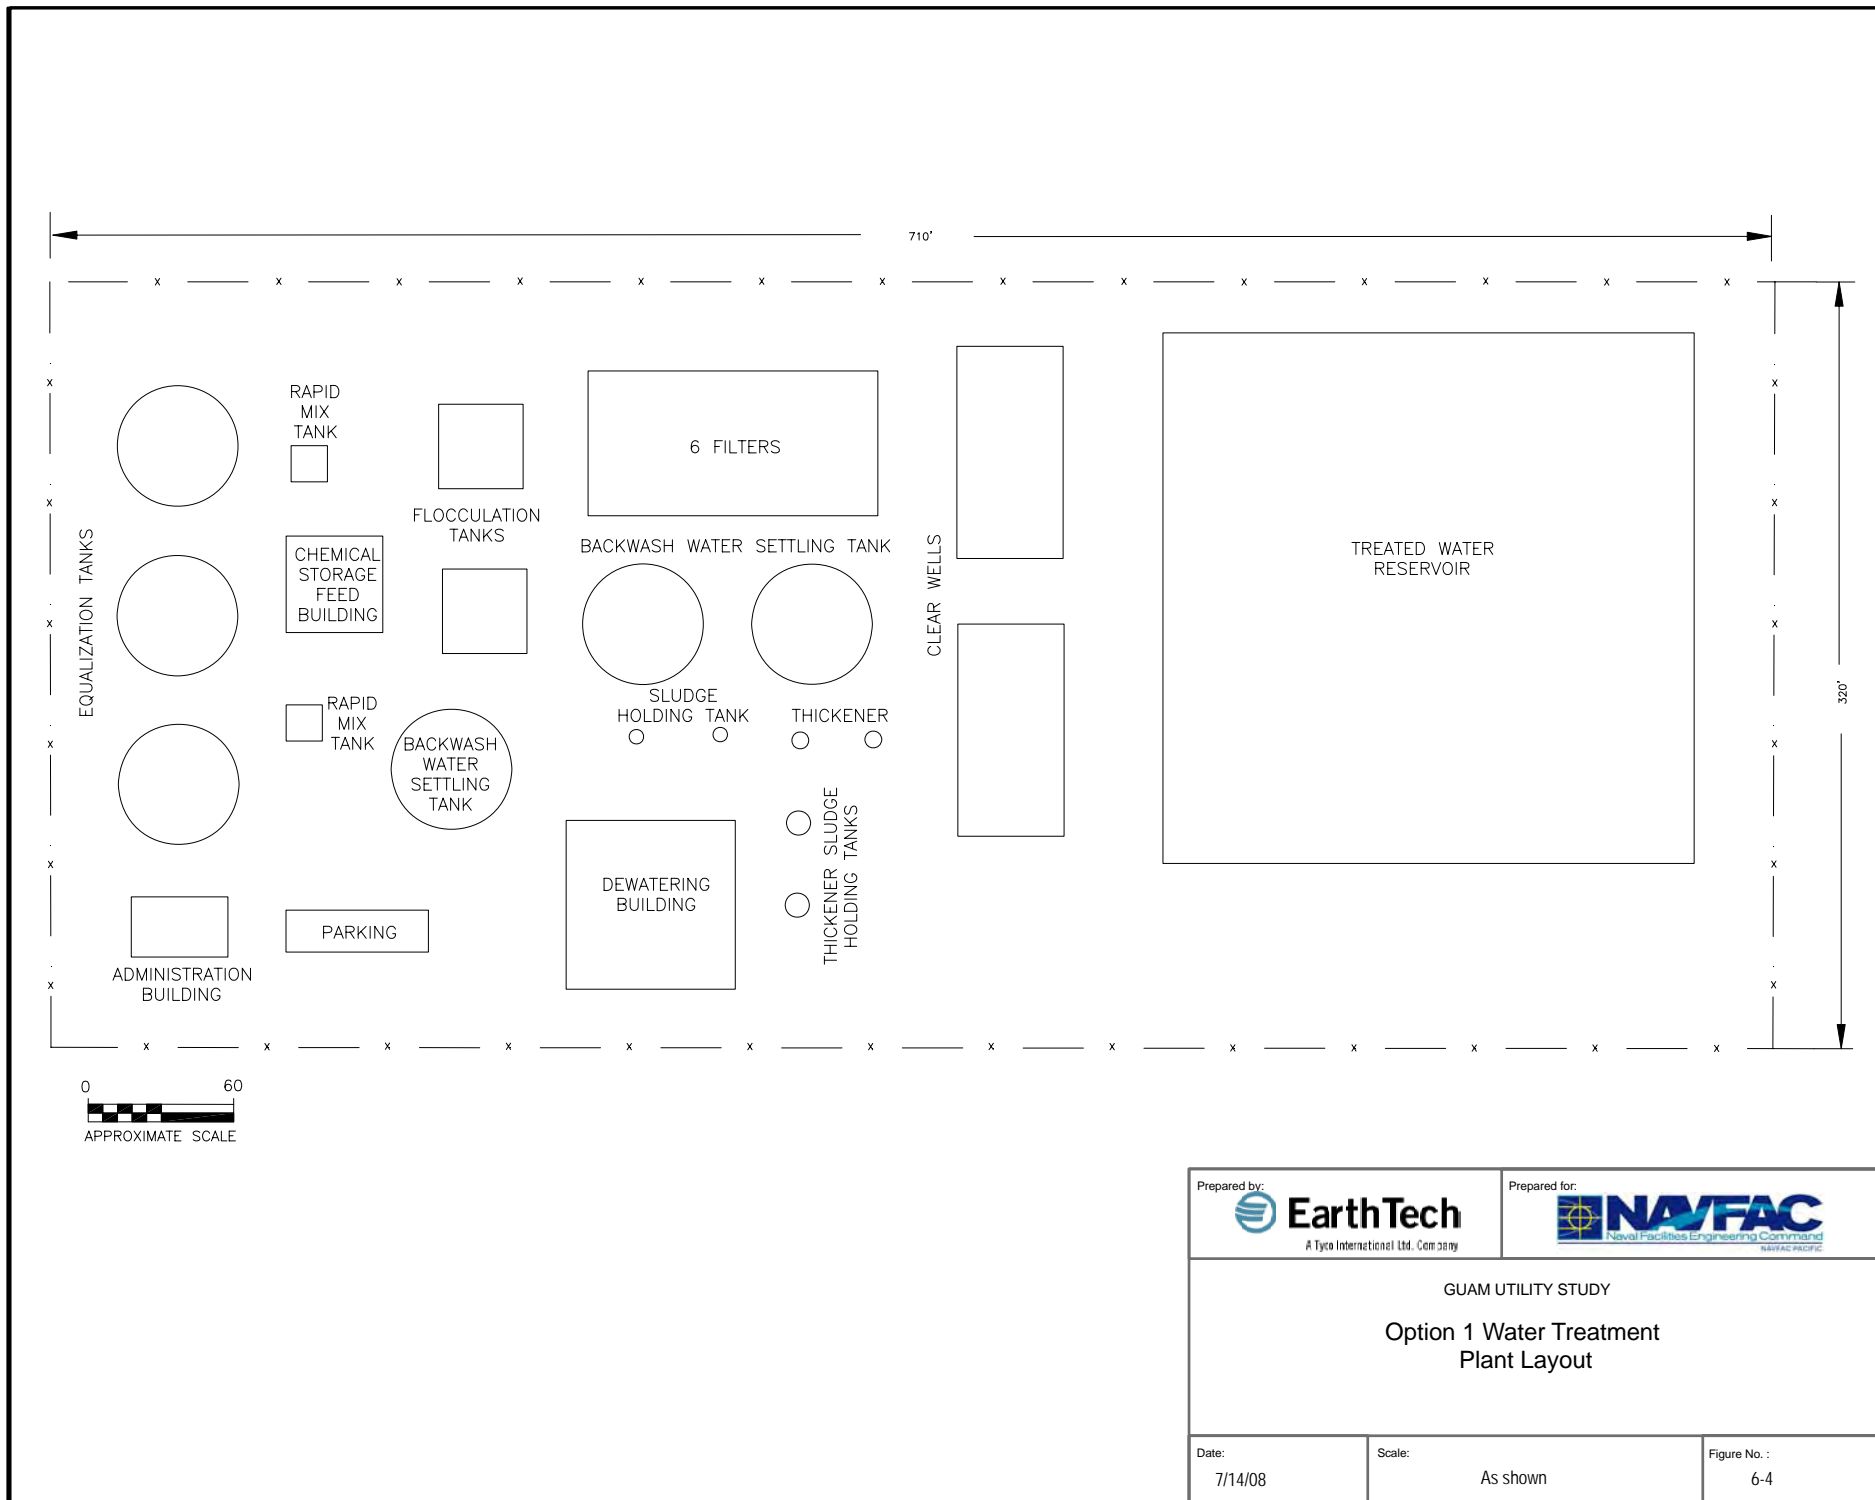 710'
x x x x x x x x x x x x x x
320'
RAPID
MIX
TANK
6 FILTERS
FLOCCULATION
TANKS
EQUALIZATION TANKS
CHEMICAL
STORAGE
FEED
BUILDING
BACKWASH WATER SETTLING TANK
CLEAR WELLS
TREATED WATER
RESERVOIR
RAPID
MIX
TANK
BACKWASH
WATER
SETTLING
TANK
SLUDGE
HOLDING TANK
THICKENER
THICKENER SLUDGE
HOLDING TANKS
DEWATERING
BUILDING
PARKING
ADMINISTRATION
BUILDING
x x x x x x x x x x x x x x
0 60
APPROXIMATE SCALE
Prepared by:
EarthTech
A Tyco International Ltd. Company
Prepared for:
NAVFAC
Naval Facilities Engineering Command
NAVFAC PACIFIC
GUAM UTILITY STUDY
Option 1 Water Treatment
Plant Layout
Date:
7/14/08
Scale:
As shown
Figure No. :
6-4